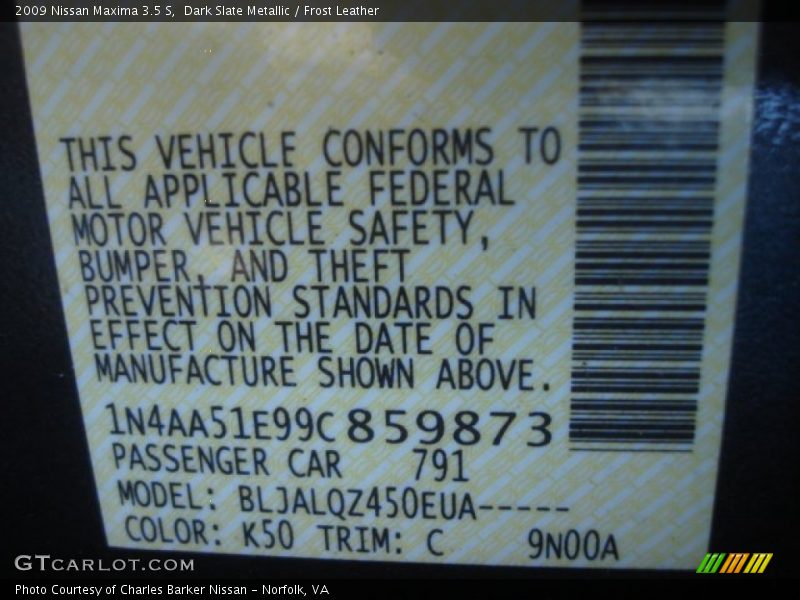 2009 Nissan Maxima 3.5 S,  Dark Slate Metallic / Frost Leather
THIS VEHICLE CONFORMS TO
ALL APPLICABLE FEDERAL
MOTOR VEHICLE SAFETY,
BUMPER, AND THEFT
PREVENTION STANDARDS IN
EFFECT ON THE DATE OF
MANUFACTURE SHOWN ABOVE.
1N4AA51E99C859873
PASSENGER CAR 791
MODEL: BLJALQZ450EUA-----
COLOR: K50 TRIM: C 9N00A
GTCARLOT.COM
Photo Courtesy of Charles Barker Nissan - Norfolk, VA